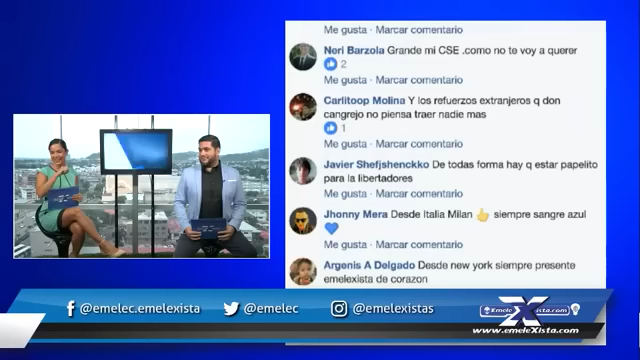 Me gusta · Marcar comentario
Neri Barzola Grande mi CSE .como no te voy a querer
2
Me gusta · Marcar comentario
Carlitoop Molina Y los refuerzos extranjeros q don
cangrejo no piensa traer nadie mas
1
Me gusta · Marcar comentario
Javier Shefjshenckko De todas forma hay q estar papelito
para la libertadores
Me gusta · Marcar comentario
Jhonny Mera Desde Italia Milan 👆 siempre sangre azul
💙
Me gusta · Marcar comentario
Argenis A Delgado Desde new york siempre presente
emelexista de corazon
@emelec.emelexista
@emelec
@emelexistas
EmeleXista.com
www.emeleXista.com